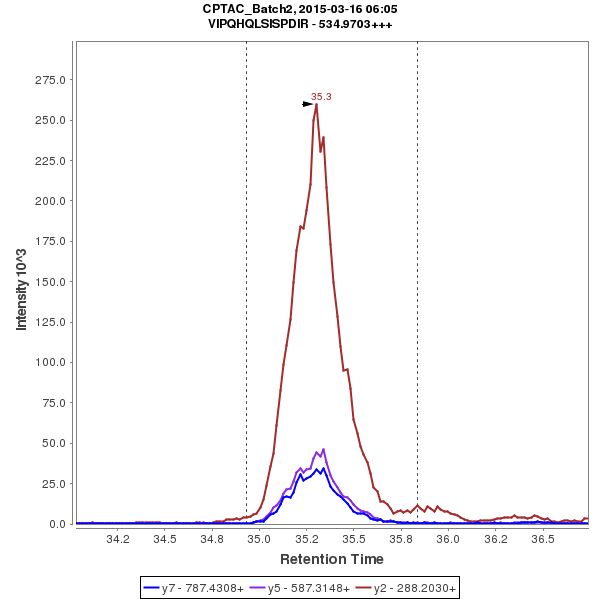 CPTAC_Batch2, 2015-03-16 06:05
VIPQHQLSISPDIR - 534.9703+++
Intensity 10^3
275.0
250.0
225.0
200.0
175.0
150.0
125.0
100.0
75.0
50.0
25.0
0.0
35.3
34.2 34.5 34.8 35.0 35.2 35.5 35.8 36.0 36.2 36.5
Retention Time
y7 - 787.4308+ y5 - 587.3148+ y2 - 288.2030+